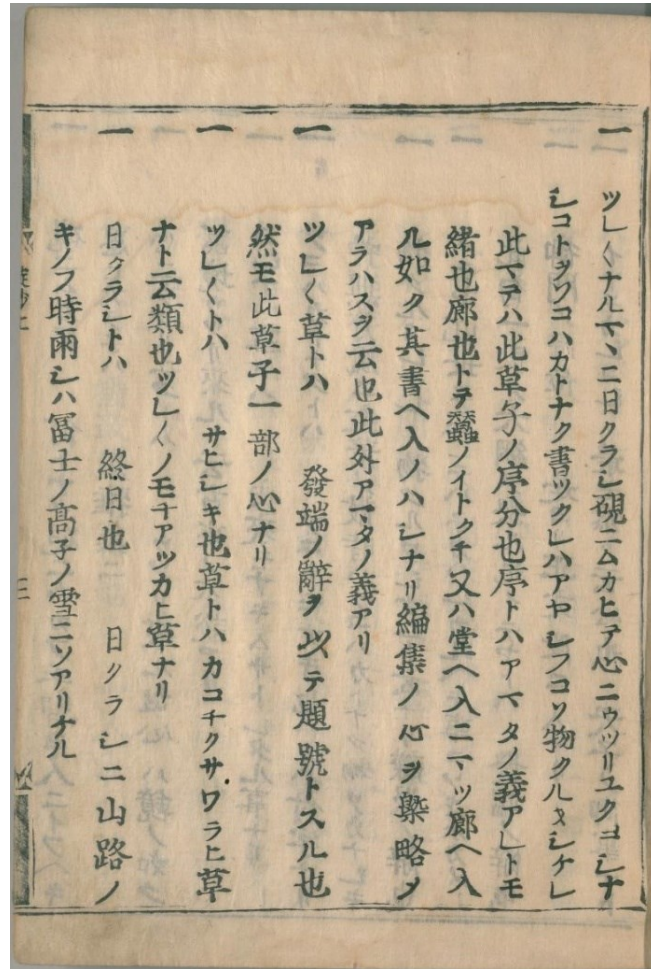 一 ツレ〱ナルマヽニ日クラシ硯ニムカヒテ心ニウツリユクヨシナ
シコトヲソコハカトナク書ツクレハアヤシフコソ物クルヲシケレ
此マテハ此草子ノ序分也序トハアマタノ義アレトモ
緒也廊也トテ蠶ノイトクチ又ハ堂ヘ入ニマツ廊ヘ入
ル如ク其書ヘ入ノハシナリ編集ノ心ヲ槩略メ
アラハスヲ云也此外アマタノ義アリ
一 ツレ〱草トハ 發端ノ辭ヲ以テ題號トスル也
然モ此草子一部ノ心ナリ
一 ツレ〱トハ サヒシキ也草トハカコチクサワラヒ草
ナト云類也ツレ〱ノモチアツカヒ草ナリ
一 日クラシトハ 終日也 日クラシニ山路ノ
キノフ時雨シハ冨士ノ髙子ノ雪ニソアリナル